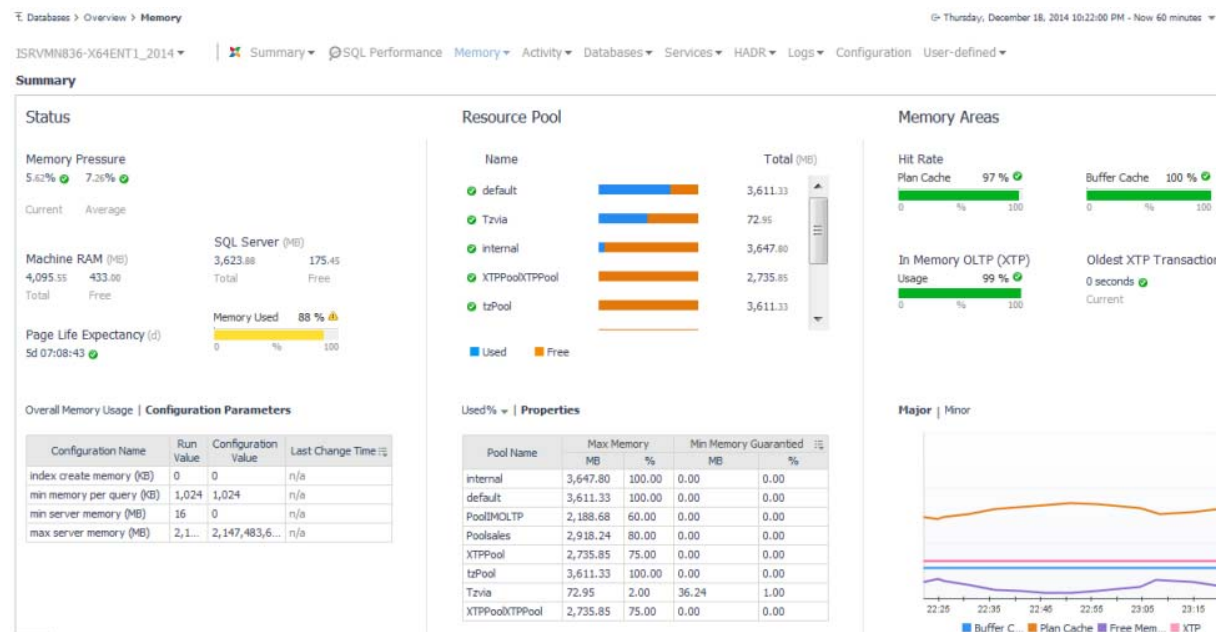 Databases > Overview > Memory
Thursday, December 18, 2014 10:22:00 PM - Now 60 minutes
ISRVMN836-X64ENT1_2014
Summary
SQL Performance
Memory
Activity
Databases
Services
HADR
Logs
Configuration
User-defined
Summary
Status
Memory Pressure
5.62% 7.26%
Current Average
Machine RAM (MB)
4,095.55 433.00
Total Free
SQL Server (MB)
3,623.88 175.45
Total Free
Memory Used 88 %
0 % 100
Page Life Expectancy (d)
5d 07:08:43
Resource Pool
Name Total (MB)
default 3,611.33
Tzvia 72.95
internal 3,647.80
XTPPoolXTPPool 2,735.85
tzPool 3,611.33
Used Free
Memory Areas
Hit Rate
Plan Cache 97 %
0 % 100
Buffer Cache 100 %
0 % 100
In Memory OLTP (XTP)
Usage 99 %
0 % 100
Oldest XTP Transaction
0 seconds
Current
Overall Memory Usage | Configuration Parameters
Configuration Name Run Value Configuration Value Last Change Time
index create memory (KB) 0 0 n/a
min memory per query (KB) 1,024 1,024 n/a
min server memory (MB) 16 0 n/a
max server memory (MB) 2,1... 2,147,483,6... n/a
Used% | Properties
Pool Name Max Memory Min Memory Guarantied
MB % MB %
internal 3,647.80 100.00 0.00 0.00
default 3,611.33 100.00 0.00 0.00
PoolIMOLTP 2,188.68 60.00 0.00 0.00
Poolsales 2,918.24 80.00 0.00 0.00
XTPPool 2,735.85 75.00 0.00 0.00
tzPool 3,611.33 100.00 0.00 0.00
Tzvia 72.95 2.00 36.24 1.00
XTPPoolXTPPool 2,735.85 75.00 0.00 0.00
Major | Minor
22:25 22:35 22:45 22:55 23:05 23:15
Buffer C... Plan Cache Free Mem... XTP